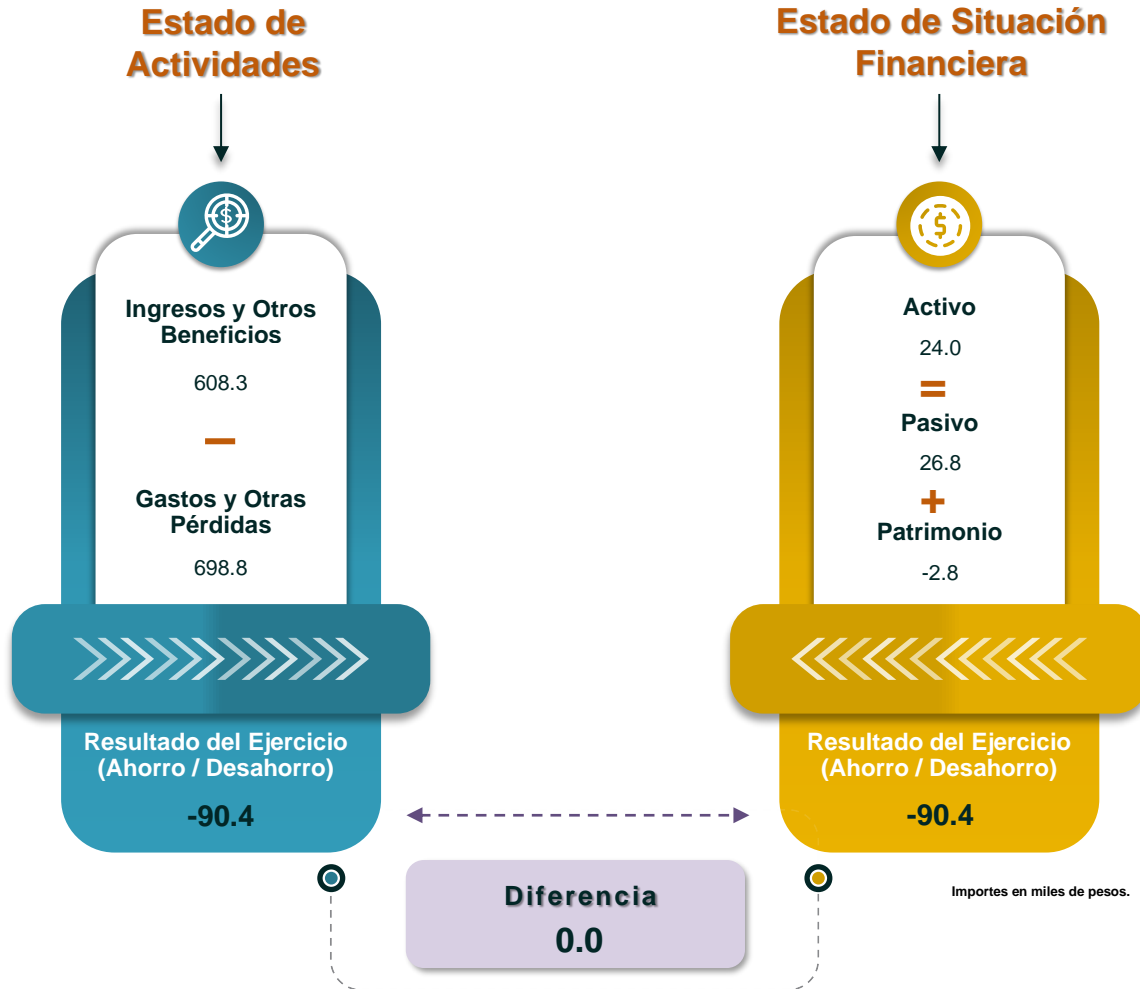 Estado de
Actividades
Ingresos y Otros
Beneficios
608.3
–
Gastos y Otras
Pérdidas
698.8
Resultado del Ejercicio
(Ahorro / Desahorro)
-90.4
Estado de Situación
Financiera
Activo
24.0
=
Pasivo
26.8
+
Patrimonio
-2.8
Resultado del Ejercicio
(Ahorro / Desahorro)
-90.4
Importes en miles de pesos.
Diferencia
0.0